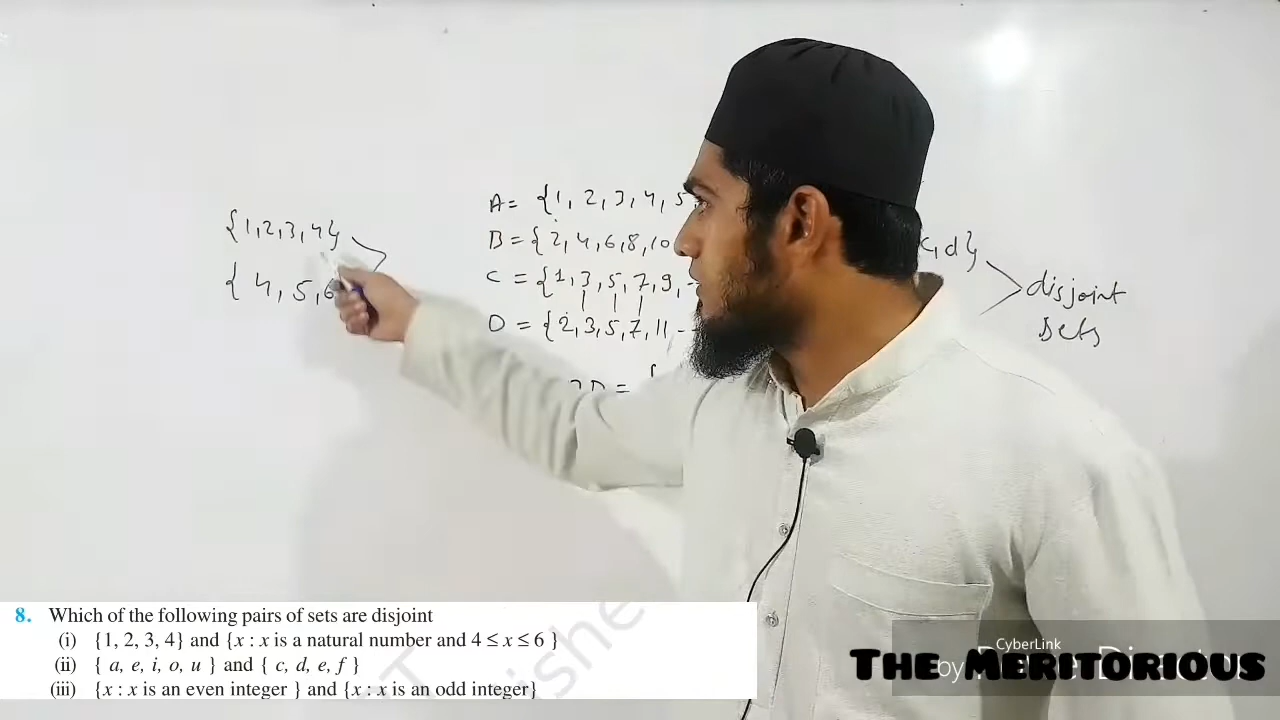 {1,2,3,4}
{ 4, 5, 6
A= {1, 2, 3, 4, 5
B = {2, 4, 6, 8, 10
C = {1, 3, 5, 7, 9, -
D = {2, 3, 5, 7, 11, --
=
c, d}
disjoint
sets
8. Which of the following pairs of sets are disjoint
(i) {1, 2, 3, 4} and {x : x is a natural number and 4 ≤ x ≤ 6 }
(ii) { a, e, i, o, u } and { c, d, e, f }
(iii) {x : x is an even integer } and {x : x is an odd integer}
CyberLink
by
THE MERITORIOUS